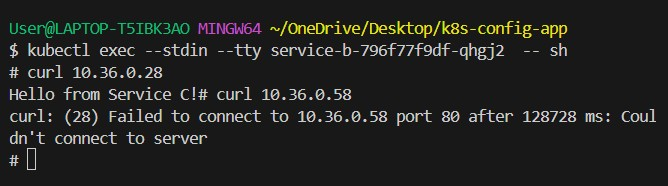 User@LAPTOP-T5IBK3AO MINGW64 ~/OneDrive/Desktop/k8s-config-app
$ kubectl exec --stdin --tty service-b-796f77f9df-qhgj2  -- sh
# curl 10.36.0.28
Hello from Service C!# curl 10.36.0.58
curl: (28) Failed to connect to 10.36.0.58 port 80 after 128728 ms: Coul
dn't connect to server
#